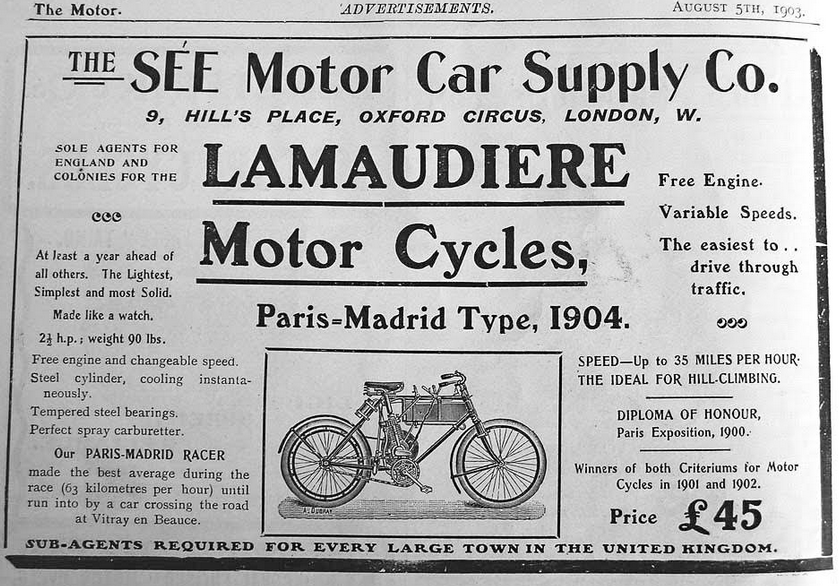 The Motor. ADVERTISEMENTS. AUGUST 5TH, 1903.
THE SÉE Motor Car Supply Co.
9, HILL'S PLACE, OXFORD CIRCUS, LONDON, W.
SOLE AGENTS FOR
ENGLAND AND
COLONIES FOR THE
LAMAUDIERE
Motor Cycles,
Paris=Madrid Type, 1904.
At least a year ahead of
all others. The Lightest,
Simplest and most Solid.
Made like a watch.
2½ h.p.; weight 90 lbs.
Free engine and changeable speed.
Steel cylinder, cooling instanta-
neously.
Tempered steel bearings.
Perfect spray carburetter.
Our PARIS-MADRID RACER
made the best average during the
race (63 kilometres per hour) until
run into by a car crossing the road
at Vitray en Beauce.
A. DUBRAY
Free Engine.
Variable Speeds.
The easiest to . .
drive through
traffic.
SPEED—Up to 35 MILES PER HOUR.
THE IDEAL FOR HILL-CLIMBING.
DIPLOMA OF HONOUR,
Paris Exposition, 1900.
Winners of both Criteriums for Motor
Cycles in 1901 and 1902.
Price £45
SUB-AGENTS REQUIRED FOR EVERY LARGE TOWN IN THE UNITED KINGDOM.